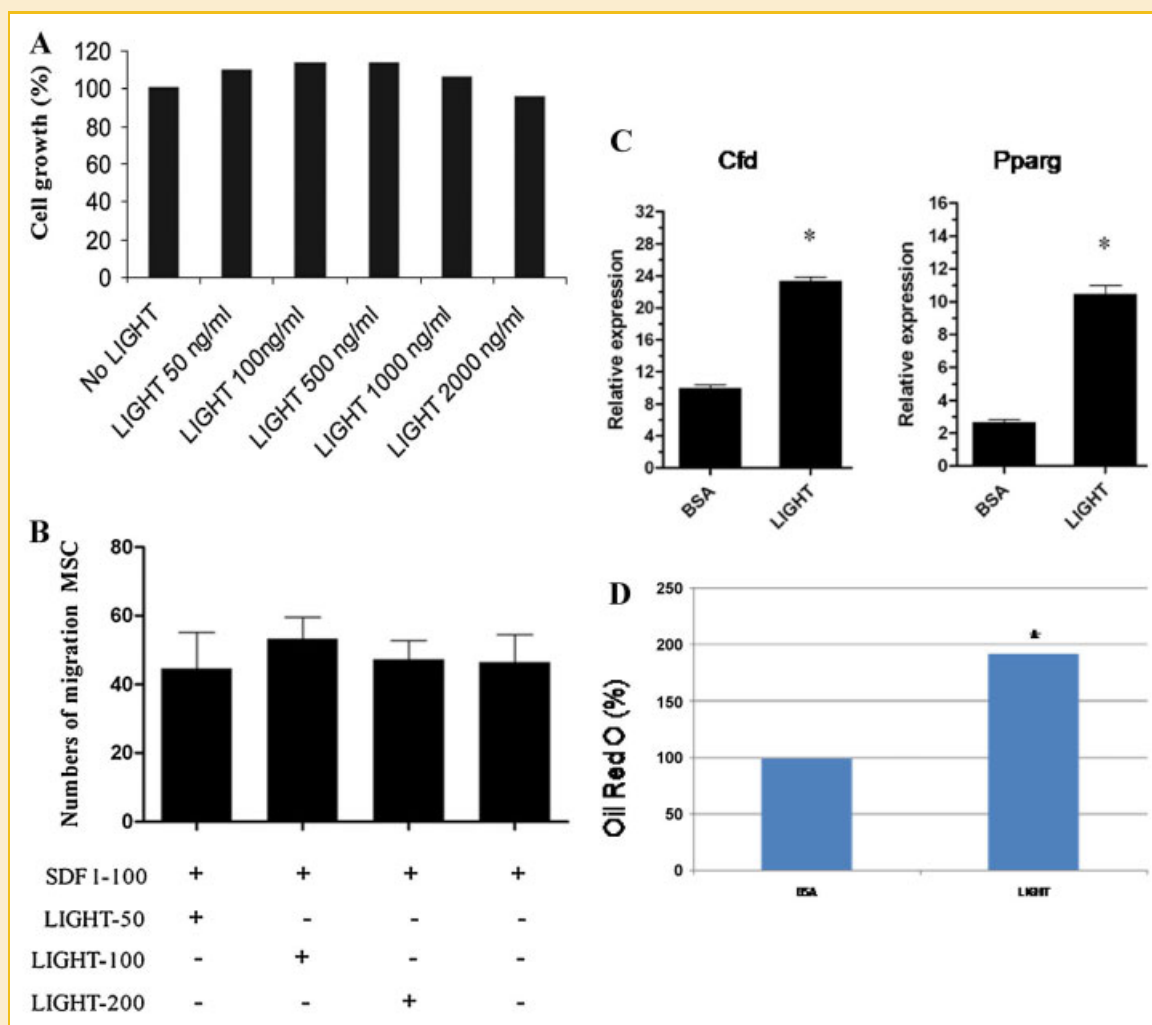 A
Cell growth (%)
120
100
80
60
40
20
0
No LIGHT
LIGHT 50 ng/ml
LIGHT 100ng/ml
LIGHT 500 ng/ml
LIGHT 1000 ng/ml
LIGHT 2000 ng/ml
B
Numbers of migration MSC
80
60
40
20
0
SDF1-100 + + + +
LIGHT-50 + - - -
LIGHT-100 - + - -
LIGHT-200 - - + -
C
Cfd
Relative expression
32
28
24
20
16
12
8
4
0
*
BSA
LIGHT
Pparg
Relative expression
16
14
12
10
8
6
4
2
0
*
BSA
LIGHT
D
Oil Red O (%)
250
200
150
100
50
0
*
BSA
LIGHT